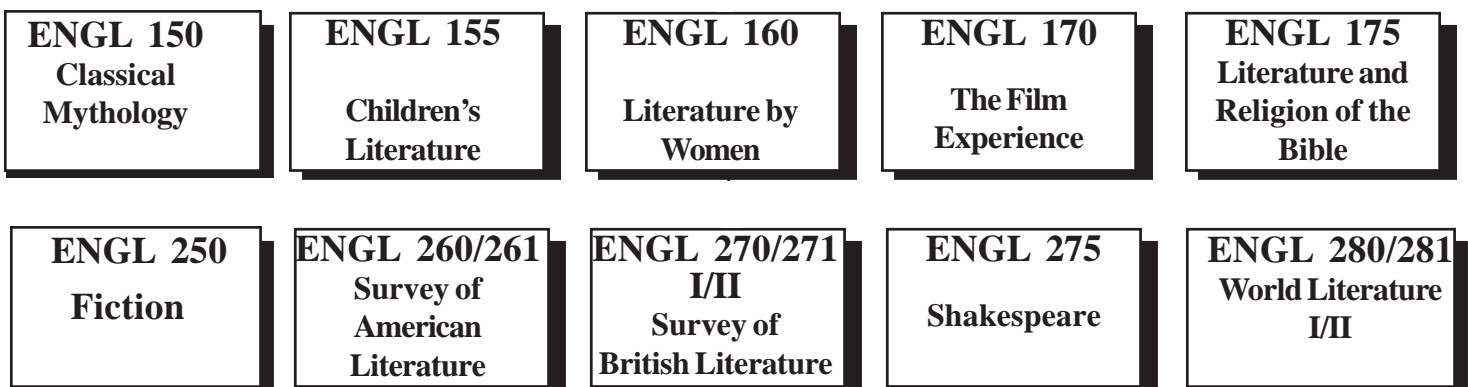 ENGL 150
Classical
Mythology
ENGL 155
Children's
Literature
ENGL 160
Literature by
Women
ENGL 170
The Film
Experience
ENGL 175
Literature and
Religion of the
Bible
ENGL 250
Fiction
ENGL 260/261
Survey of
American
Literature
ENGL 270/271
I/II
Survey of
British Literature
ENGL 275
Shakespeare
ENGL 280/281
World Literature
I/II